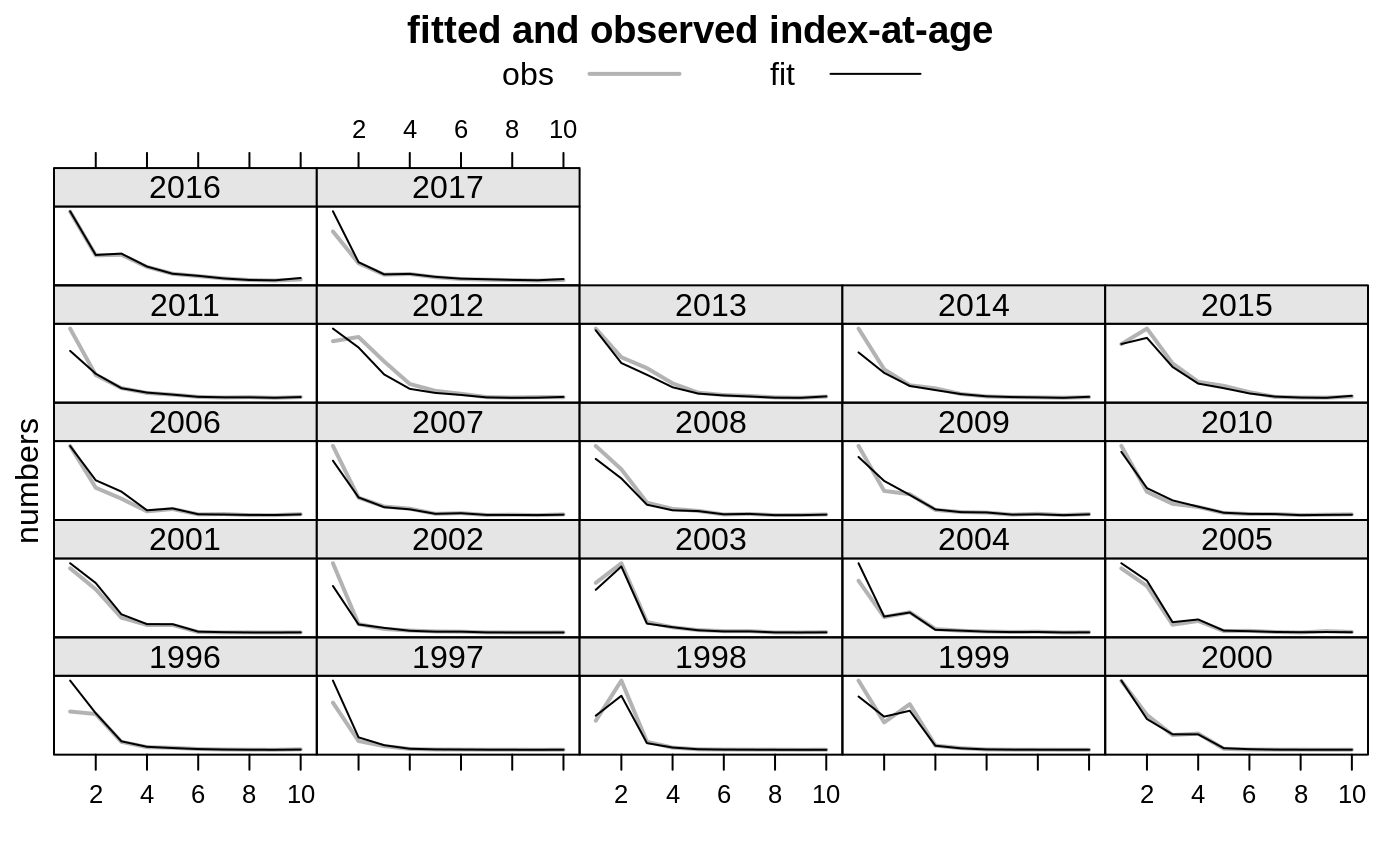 fitted and observed index-at-age
obs fit
2 4 6 8 10
2016 2017
2011 2012 2013 2014 2015
numbers
2006 2007 2008 2009 2010
2001 2002 2003 2004 2005
1996 1997 1998 1999 2000
2 4 6 8 10 2 4 6 8 10 2 4 6 8 10